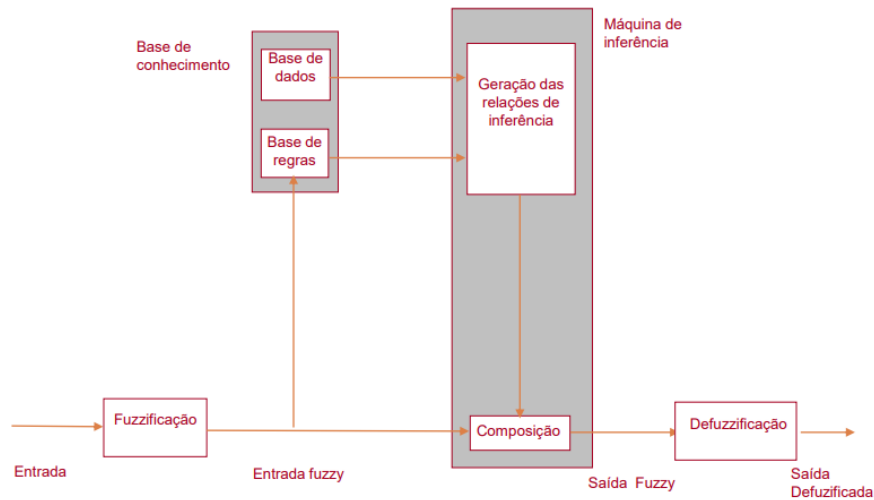 Base de
conhecimento
Base de
dados
Base de
regras
Máquina de
inferência
Geração das
relações de
inferência
Fuzzificação
Composição
Defuzzificação
Entrada
Entrada fuzzy
Saída Fuzzy
Saída
Defuzificada